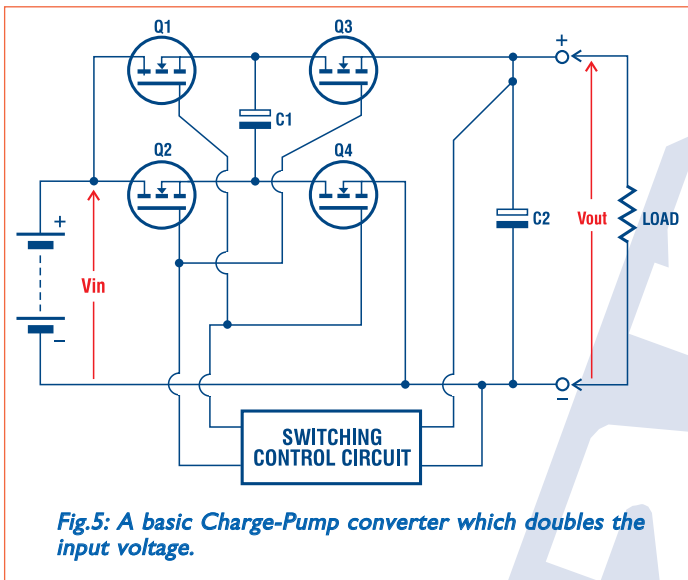 Q1
Q3
+
C1
Q2
Q4
+
Vin
−
C2
Vout
LOAD
−
SWITCHING
CONTROL CIRCUIT
Fig.5: A basic Charge-Pump converter which doubles the
input voltage.